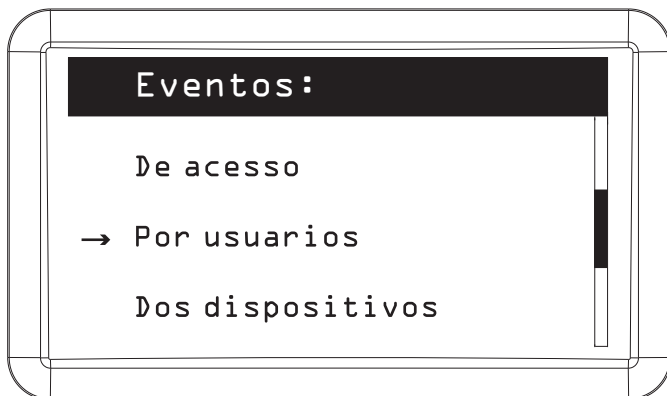 Eventos:
De acesso
→ Por usuarios
Dos dispositivos